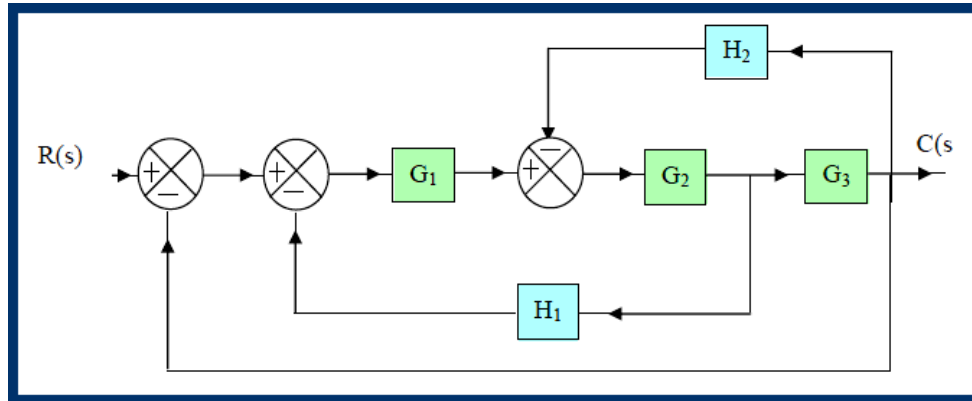 H₂
R(s)
C(s
+
−
+
−
G₁
+
−
G₂
G₃
H₁